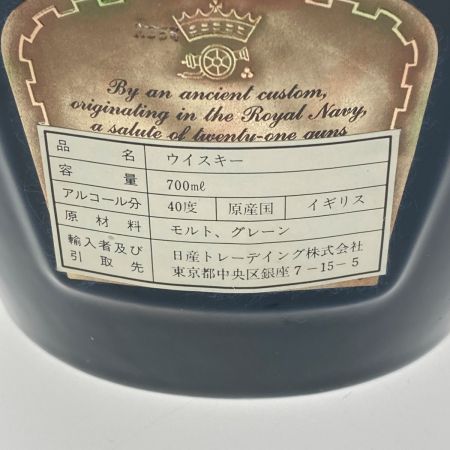 By an ancient custom,
originating in the Royal Navy,
a salute of twenty-one guns
品名 ウイスキー
容量 700mℓ
アルコール分 40度 原産国 イギリス
原材料 モルト、グレーン
輸入者及び引取先 日産トレーデイング株式会社
東京都中央区銀座7-15-5